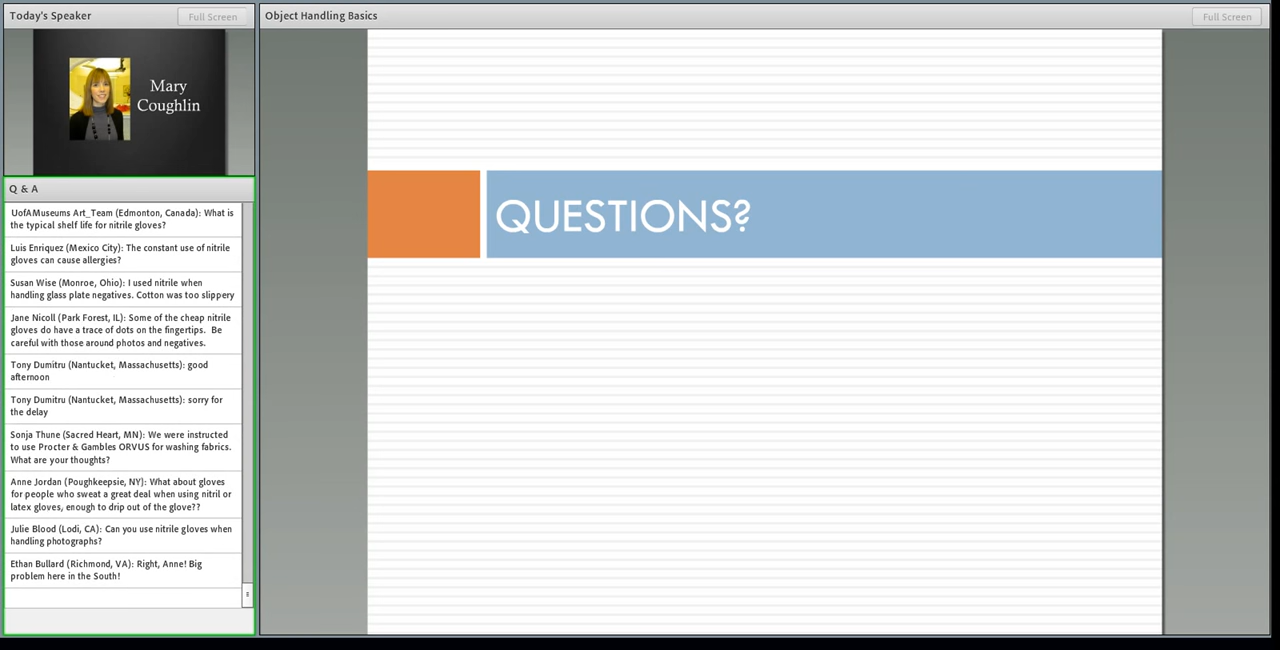 Today's Speaker
Full Screen
Mary
Coughlin
Q & A
UofAMuseums Art_Team (Edmonton, Canada): What is
the typical shelf life for nitrile gloves?
Luis Enriquez (Mexico City): The constant use of nitrile
gloves can cause allergies?
Susan Wise (Monroe, Ohio): I used nitrile when
handling glass plate negatives. Cotton was too slippery
Jane Nicoll (Park Forest, IL): Some of the cheap nitrile
gloves do have a trace of dots on the fingertips.  Be
careful with those around photos and negatives.
Tony Dumitru (Nantucket, Massachusetts): good
afternoon
Tony Dumitru (Nantucket, Massachusetts): sorry for
the delay
Sonja Thune (Sacred Heart, MN): We were instructed
to use Procter & Gambles ORVUS for washing fabrics.
What are your thoughts?
Anne Jordan (Poughkeepsie, NY): What about gloves
for people who sweat a great deal when using nitril or
latex gloves, enough to drip out of the glove??
Julie Blood (Lodi, CA): Can you use nitrile gloves when
handling photographs?
Ethan Bullard (Richmond, VA): Right, Anne! Big
problem here in the South!
Object Handling Basics
Full Screen
QUESTIONS?